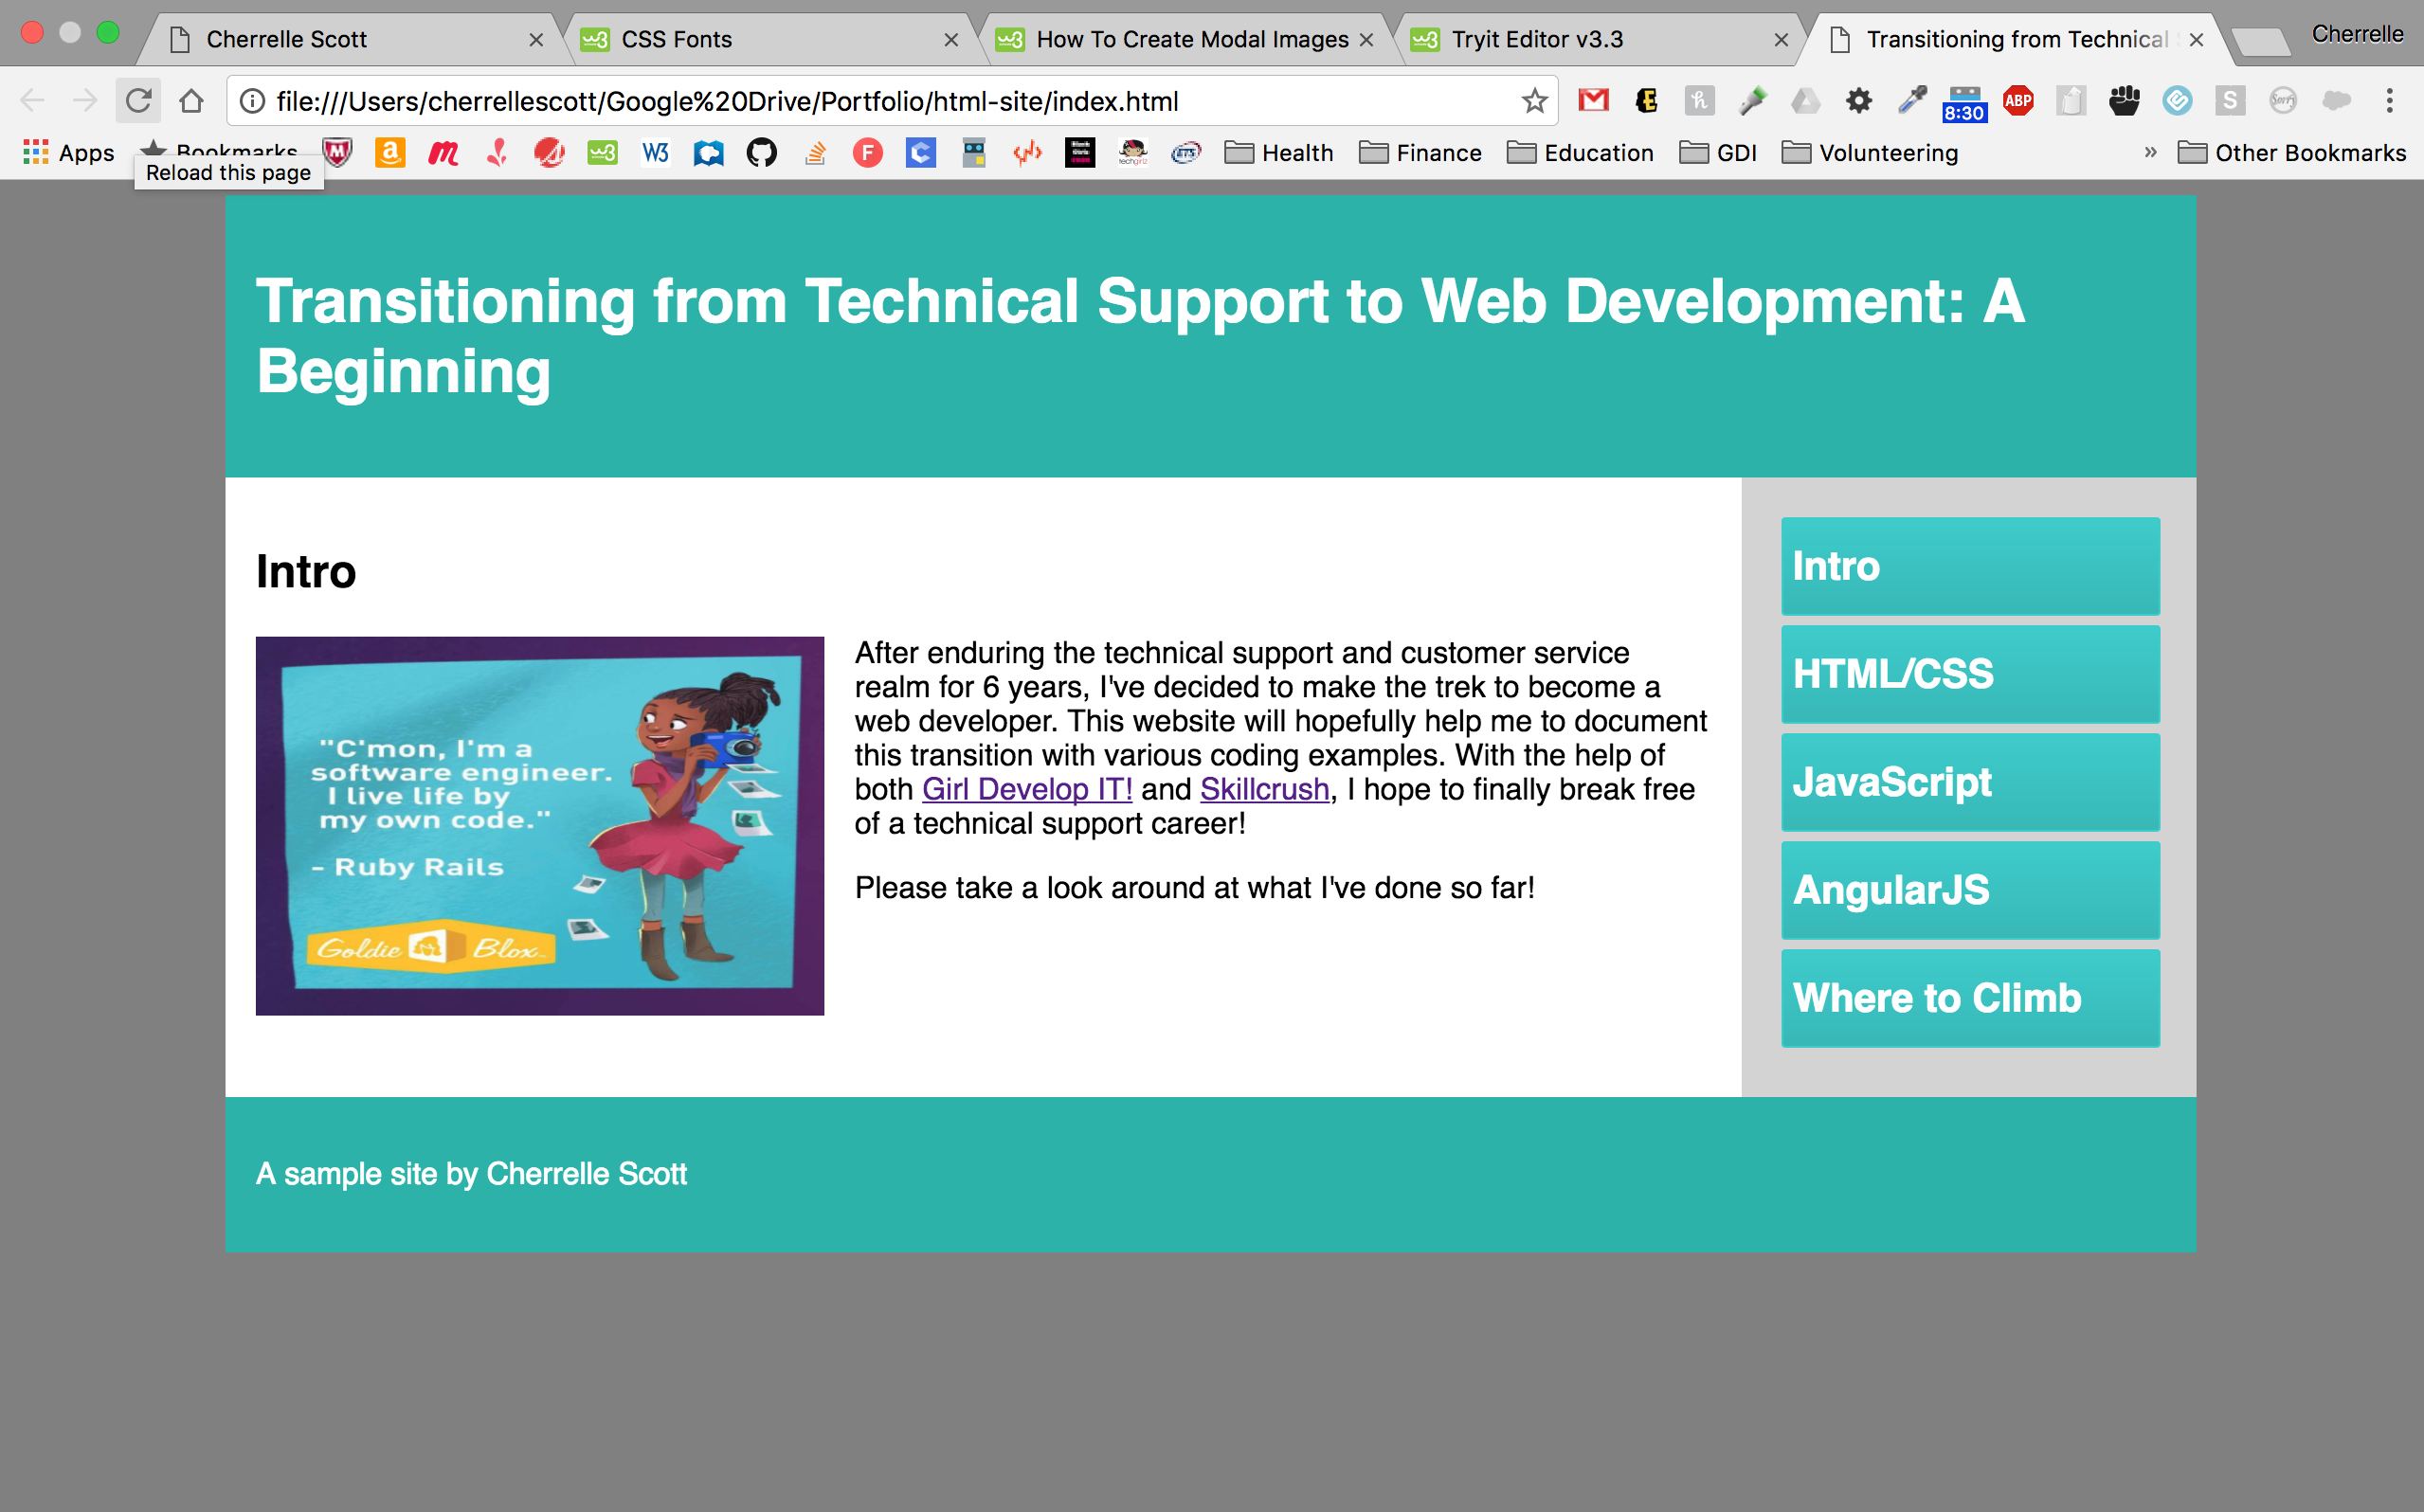 Cherrelle Scott
CSS Fonts
How To Create Modal Images
Tryit Editor v3.3
Transitioning from Technical
Cherrelle
file:///Users/cherrellescott/Google%20Drive/Portfolio/html-site/index.html
8:30
ABP
S
Apps
Bookmarks
W3
F
Health
Finance
Education
GDI
Volunteering
»
Other Bookmarks
Reload this page
Transitioning from Technical Support to Web Development: A
Beginning
Intro
"C'mon, I'm a
software engineer.
I live life by
my own code."
- Ruby Rails
Goldie Blox
After enduring the technical support and customer service
realm for 6 years, I've decided to make the trek to become a
web developer. This website will hopefully help me to document
this transition with various coding examples. With the help of
both Girl Develop IT! and Skillcrush, I hope to finally break free
of a technical support career!
Please take a look around at what I've done so far!
Intro
HTML/CSS
JavaScript
AngularJS
Where to Climb
A sample site by Cherrelle Scott